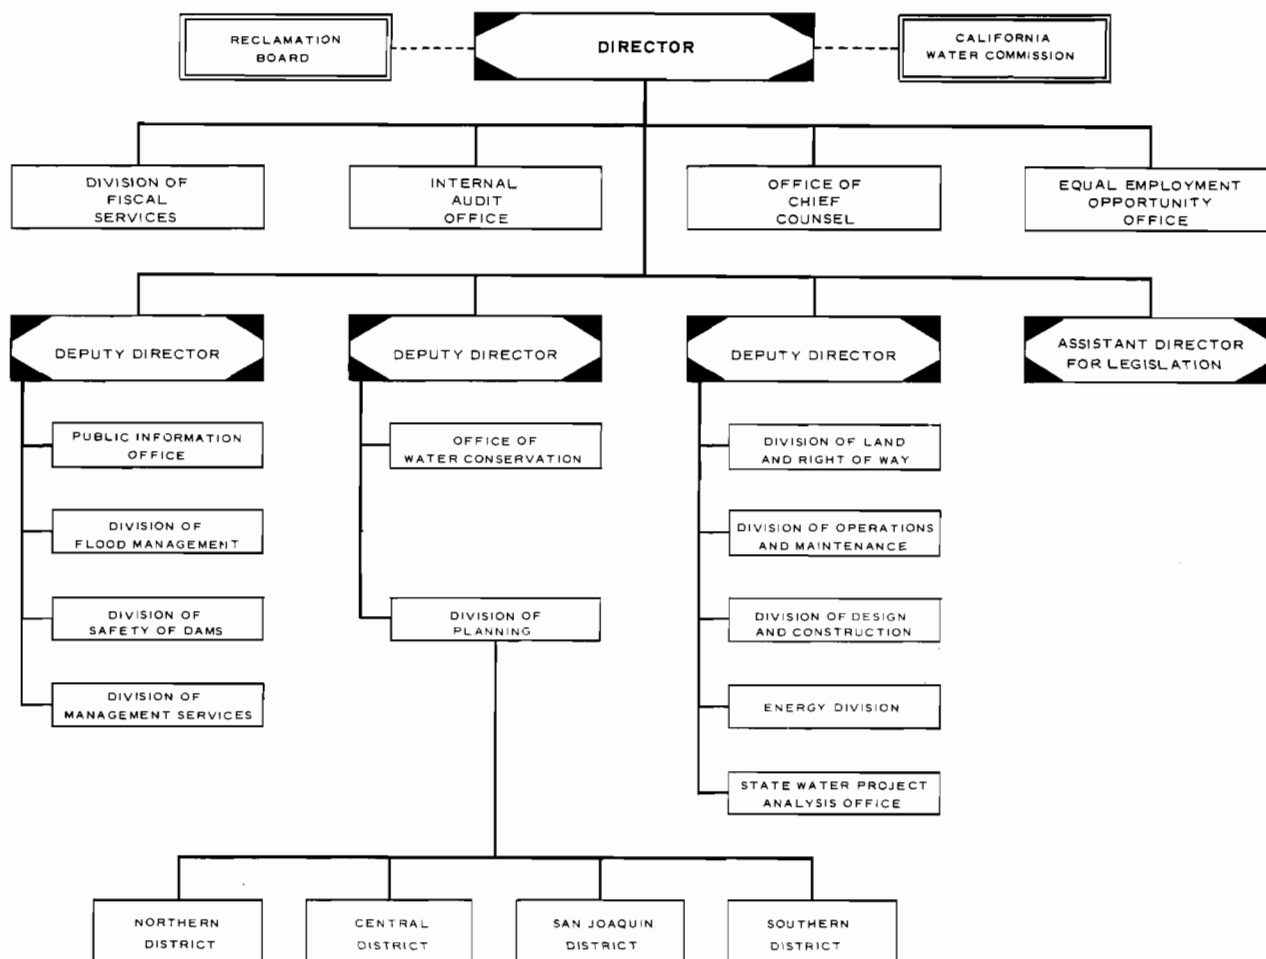 RECLAMATION
BOARD
DIRECTOR
CALIFORNIA
WATER COMMISSION
DIVISION OF
FISCAL
SERVICES
INTERNAL
AUDIT
OFFICE
OFFICE OF
CHIEF
COUNSEL
EQUAL EMPLOYMENT
OPPORTUNITY
OFFICE
DEPUTY DIRECTOR
DEPUTY DIRECTOR
DEPUTY DIRECTOR
ASSISTANT DIRECTOR
FOR LEGISLATION
PUBLIC INFORMATION
OFFICE
DIVISION OF
FLOOD MANAGEMENT
DIVISION OF
SAFETY OF DAMS
DIVISION OF
MANAGEMENT SERVICES
OFFICE OF
WATER CONSERVATION
DIVISION OF
PLANNING
DIVISION OF LAND
AND RIGHT OF WAY
DIVISION OF OPERATIONS
AND MAINTENANCE
DIVISION OF DESIGN
AND CONSTRUCTION
ENERGY DIVISION
STATE WATER PROJECT
ANALYSIS OFFICE
NORTHERN
DISTRICT
CENTRAL
DISTRICT
SAN JOAQUIN
DISTRICT
SOUTHERN
DISTRICT